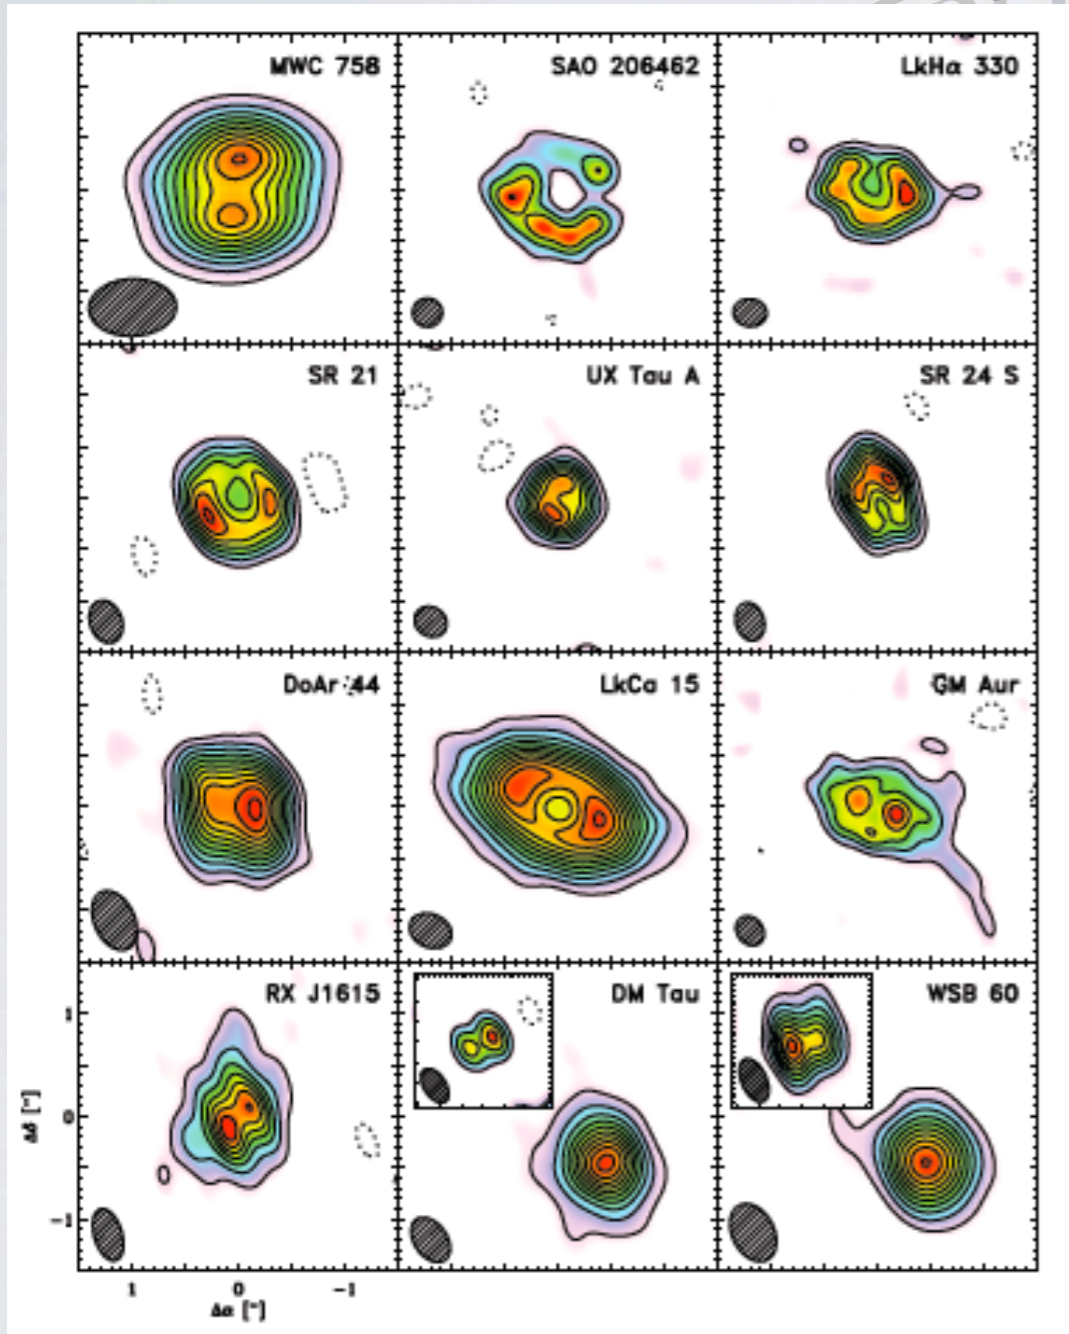 MWC 758
SAO 206462
LkHα 330
SR 21
UX Tau A
SR 24 S
DoAr 44
LkCa 15
GM Aur
RX J1615
DM Tau
WSB 60
1
0
-1
Δδ ["]
1 0 -1
Δα ["]